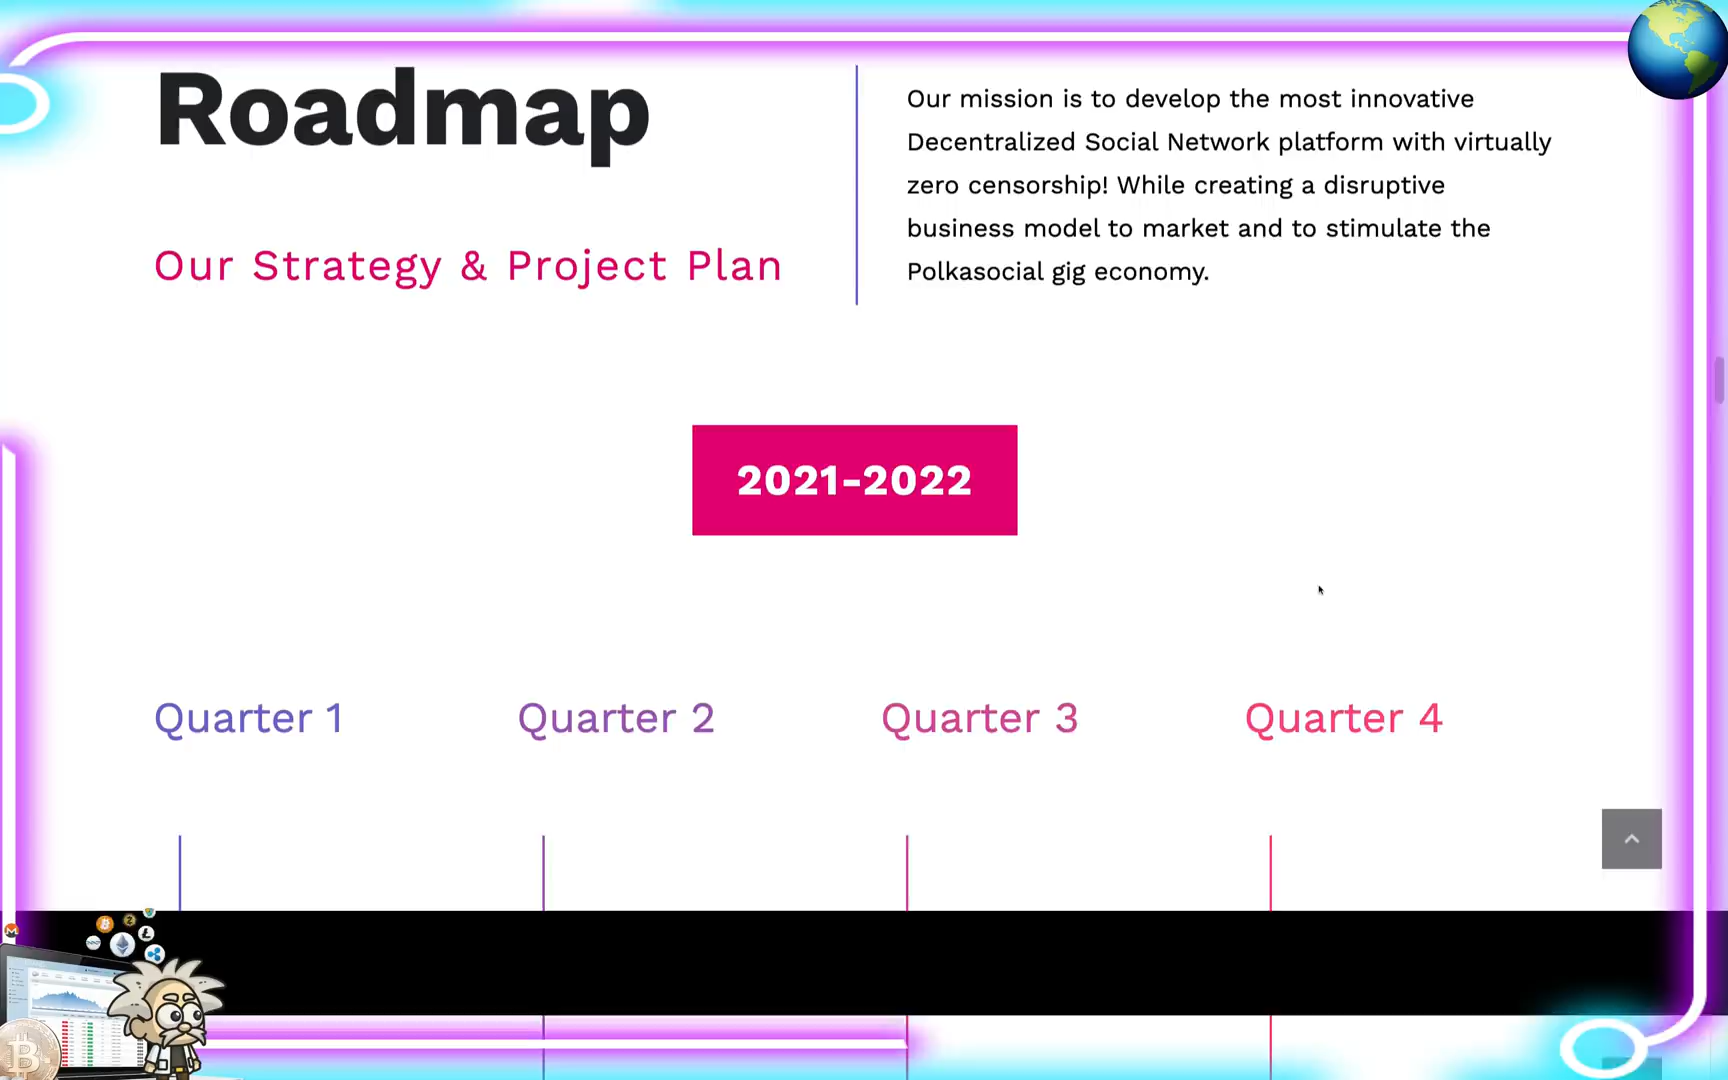 Roadmap
Our Strategy & Project Plan
Our mission is to develop the most innovative
Decentralized Social Network platform with virtually
zero censorship! While creating a disruptive
business model to market and to stimulate the
Polkasocial gig economy.
2021-2022
Quarter 1
Quarter 2
Quarter 3
Quarter 4